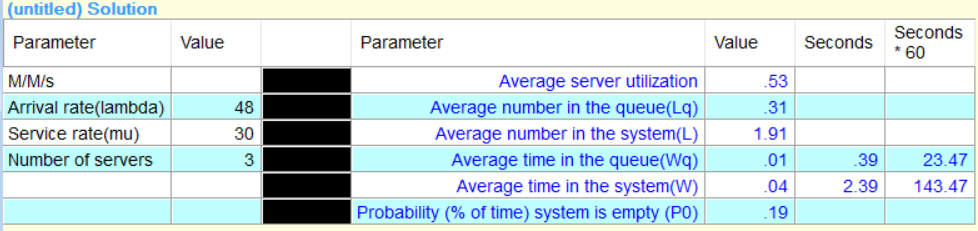 (untitled) Solution
Parameter Value Parameter Value Seconds Seconds
* 60
M/M/s Average server utilization .53
Arrival rate(lambda) 48 Average number in the queue(Lq) .31
Service rate(mu) 30 Average number in the system(L) 1.91
Number of servers 3 Average time in the queue(Wq) .01 .39 23.47
Average time in the system(W) .04 2.39 143.47
Probability (% of time) system is empty (P0) .19